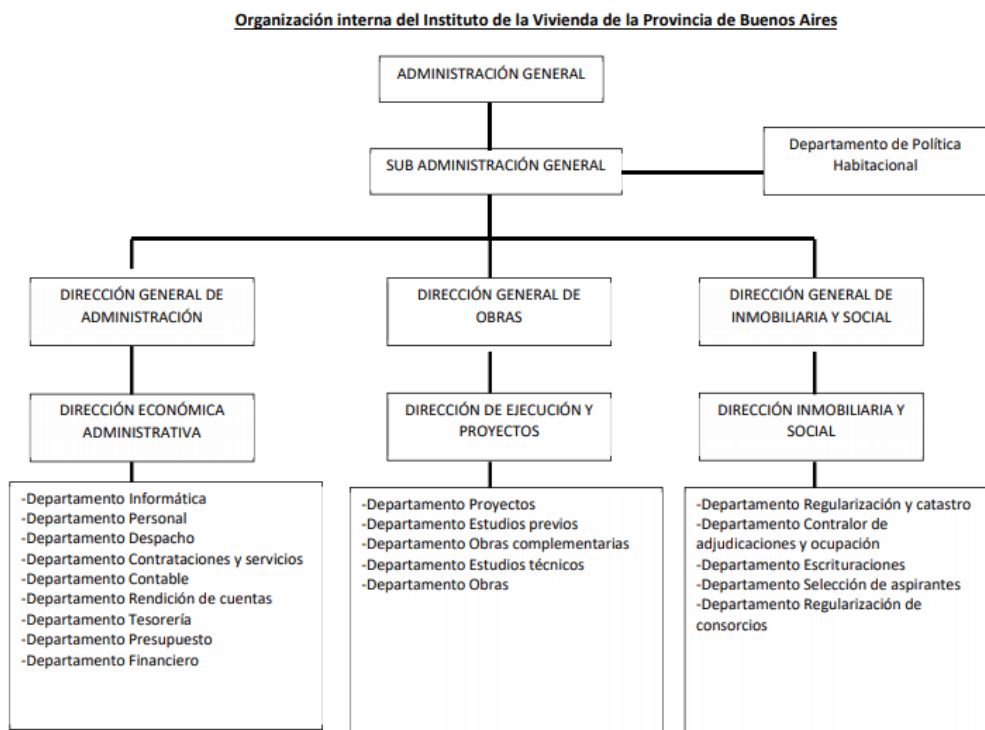 Organización interna del Instituto de la Vivienda de la Provincia de Buenos Aires
ADMINISTRACIÓN GENERAL
SUB ADMINISTRACIÓN GENERAL
Departamento de Política
Habitacional
DIRECCIÓN GENERAL DE
ADMINISTRACIÓN
DIRECCIÓN GENERAL DE
OBRAS
DIRECCIÓN GENERAL DE
INMOBILIARIA Y SOCIAL
DIRECCIÓN ECONÓMICA
ADMINISTRATIVA
DIRECCIÓN DE EJECUCIÓN Y
PROYECTOS
DIRECCIÓN INMOBILIARIA Y
SOCIAL
-Departamento Informática
-Departamento Personal
-Departamento Despacho
-Departamento Contrataciones y servicios
-Departamento Contable
-Departamento Rendición de cuentas
-Departamento Tesorería
-Departamento Presupuesto
-Departamento Financiero
-Departamento Proyectos
-Departamento Estudios previos
-Departamento Obras complementarias
-Departamento Estudios técnicos
-Departamento Obras
-Departamento Regularización y catastro
-Departamento Contralor de
adjudicaciones y ocupación
-Departamento Escrituraciones
-Departamento Selección de aspirantes
-Departamento Regularización de
consorcios